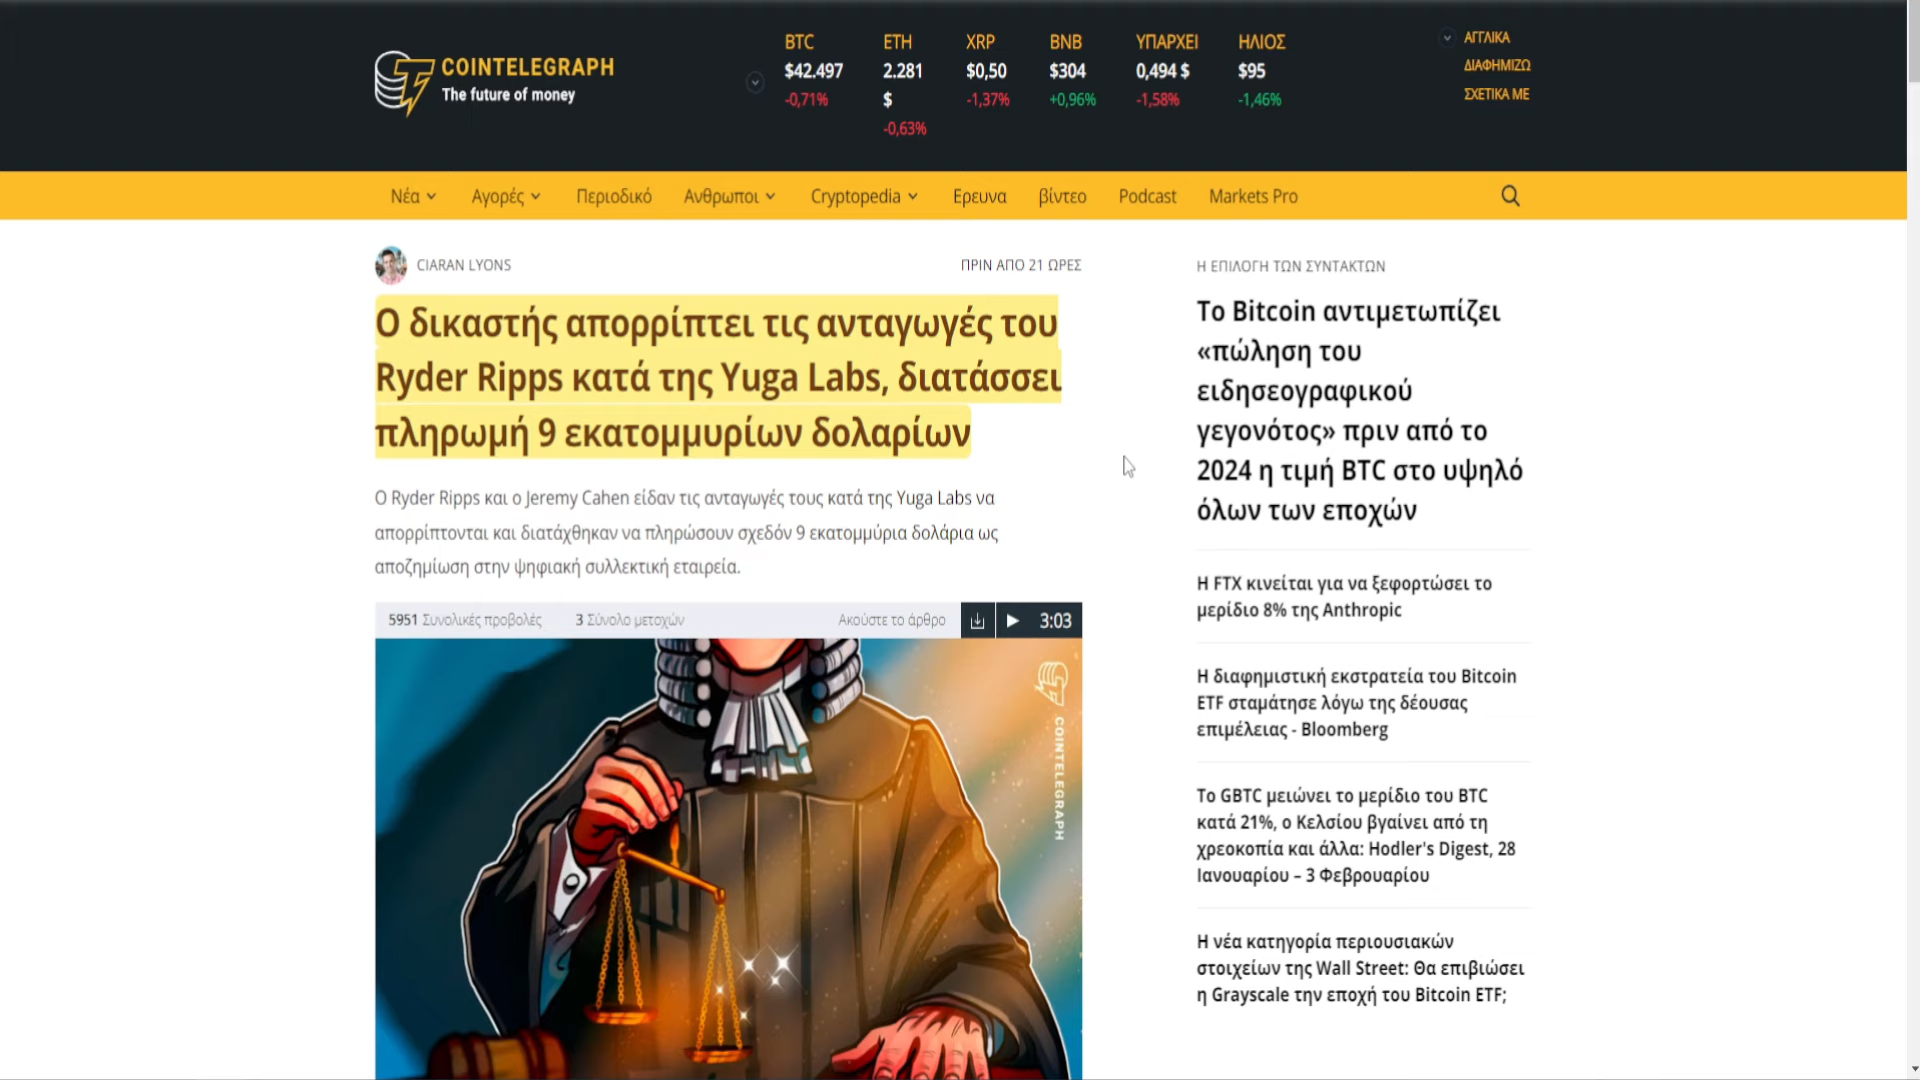 COINTELEGRAPH
The future of money
BTC
$42.497
-0,71%
ETH
2.281
$
-0,63%
XRP
$0,50
-1,37%
BNB
$304
+0,96%
ΥΠΑΡΧΕΙ
0,494 $
-1,58%
ΗΛΙΟΣ
$95
-1,46%
ΑΓΓΛΙΚΑ
ΔΙΑΦΗΜΙΖΩ
ΣΧΕΤΙΚΑ ΜΕ
Νέα
Αγορές
Περιοδικό
Ανθρωποι
Cryptopedia
Ερευνα
βίντεο
Podcast
Markets Pro
CIARAN LYONS
ΠΡΙΝ ΑΠΟ 21 ΩΡΕΣ
Ο δικαστής απορρίπτει τις ανταγωγές του
Ryder Ripps κατά της Yuga Labs, διατάσσει
πληρωμή 9 εκατομμυρίων δολαρίων
Ο Ryder Ripps και ο Jeremy Cahen είδαν τις ανταγωγές τους κατά της Yuga Labs να
απορρίπτονται και διατάχθηκαν να πληρώσουν σχεδόν 9 εκατομμύρια δολάρια ως
αποζημίωση στην ψηφιακή συλλεκτική εταιρεία.
5951 Συνολικές προβολές
3 Σύνολο μετοχών
Ακούστε το άρθρο
3:03
COINTELEGRAPH
Η ΕΠΙΛΟΓΗ ΤΩΝ ΣΥΝΤΑΚΤΩΝ
Το Bitcoin αντιμετωπίζει
«πώληση του
ειδησεογραφικού
γεγονότος» πριν από το
2024 η τιμή BTC στο υψηλό
όλων των εποχών
Η FTX κινείται για να ξεφορτώσει το
μερίδιο 8% της Anthropic
Η διαφημιστική εκστρατεία του Bitcoin
ETF σταμάτησε λόγω της δέουσας
επιμέλειας - Bloomberg
Το GBTC μειώνει το μερίδιο του BTC
κατά 21%, ο Κελσίου βγαίνει από τη
χρεοκοπία και άλλα: Hodler's Digest, 28
Ιανουαρίου – 3 Φεβρουαρίου
Η νέα κατηγορία περιουσιακών
στοιχείων της Wall Street: Θα επιβιώσει
η Grayscale την εποχή του Bitcoin ETF;